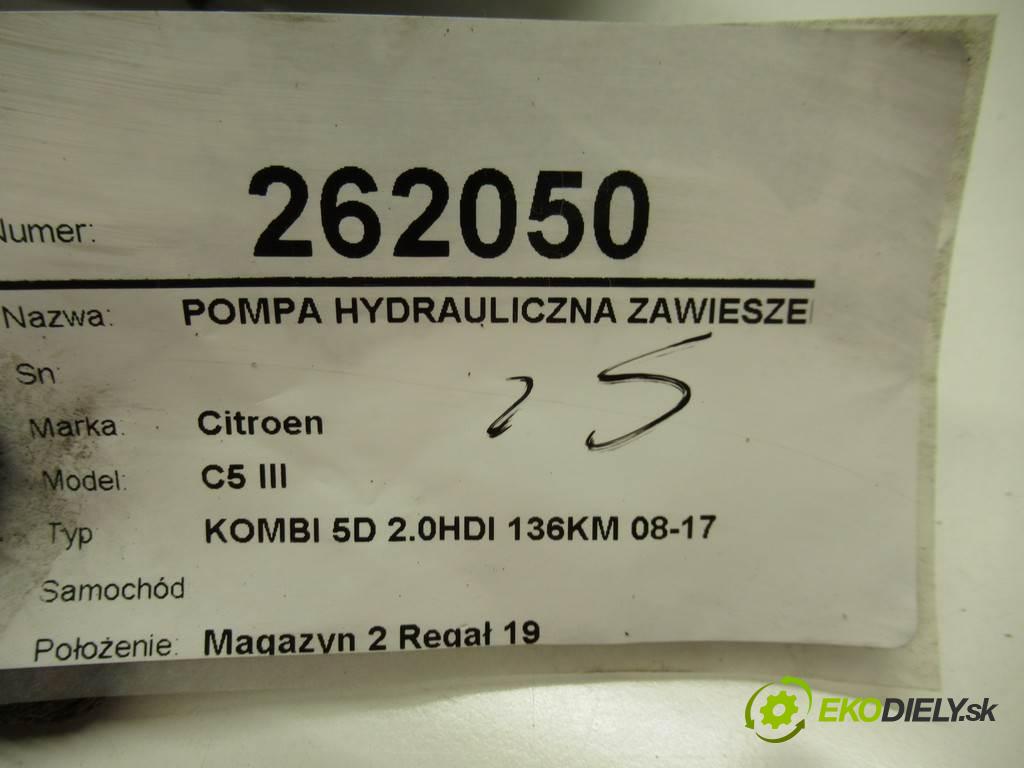 Numer: 262050
Nazwa: POMPA HYDRAULICZNA ZAWIESZE
Sn:
Marka: Citroen
Model: C5 III
Typ KOMBI 5D 2.0HDI 136KM 08-17
Samochód
Położenie: Magazyn 2 Regał 19
EKODIELY.sk